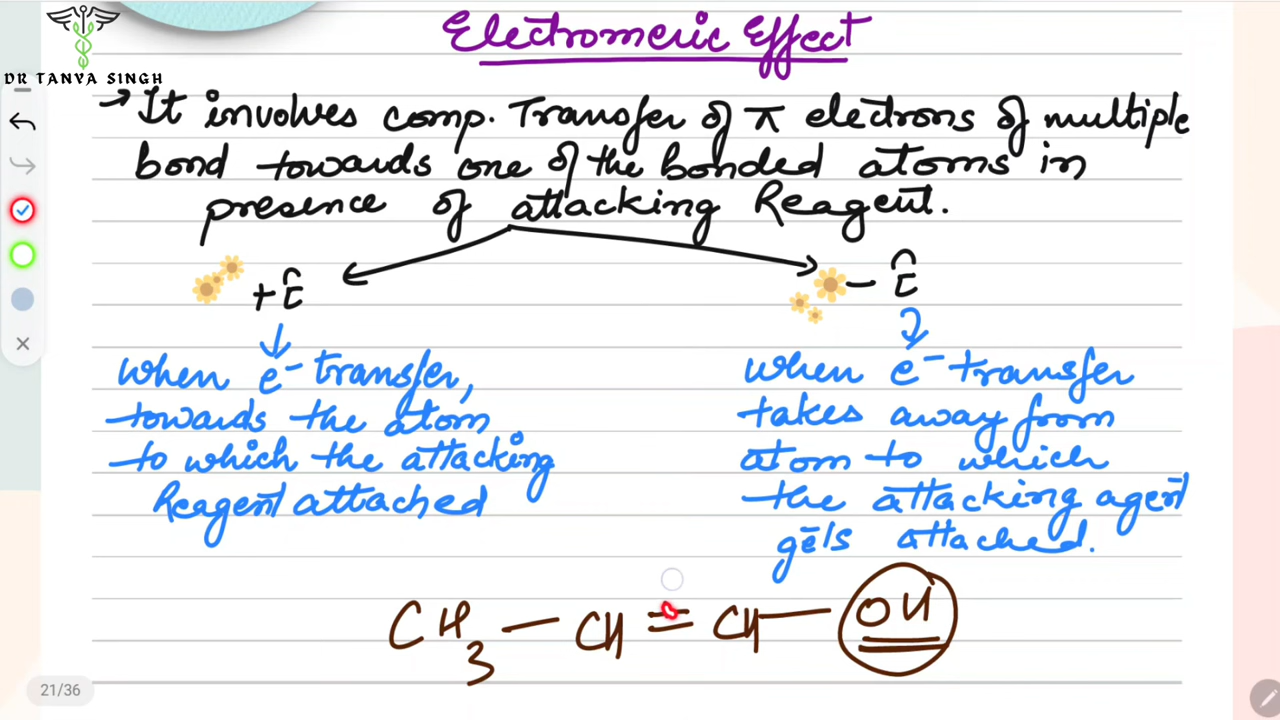 DR TANYA SINGH
Electromeric Effect
→ It involves comp. Transfer of π electrons of multiple
bond towards one of the bonded atoms in
presence of attacking Reagent.
+E
- E
when e⁻ transfer,
towards the atom
to which the attacking
Reagent attached
when e⁻ transfer
takes away from
atom to which
the attacking agent
gets attached.
CH3 — CH = CH — OH
21/36